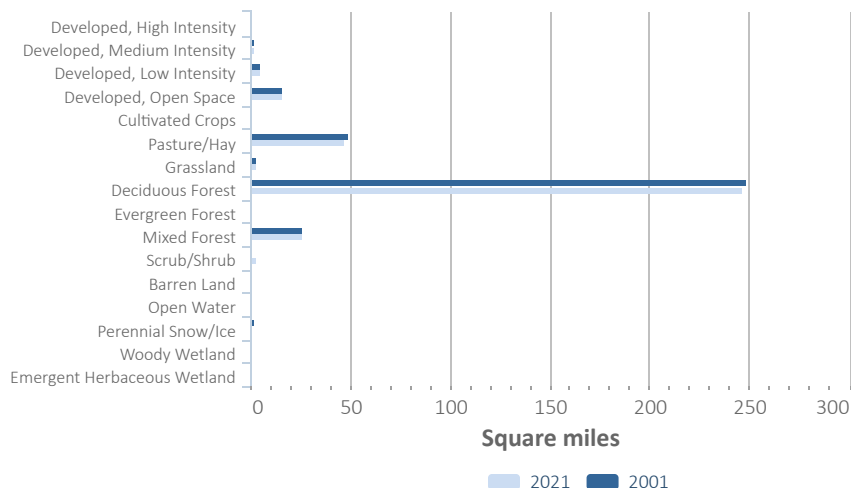 Developed, High Intensity
Developed, Medium Intensity
Developed, Low Intensity
Developed, Open Space
Cultivated Crops
Pasture/Hay
Grassland
Deciduous Forest
Evergreen Forest
Mixed Forest
Scrub/Shrub
Barren Land
Open Water
Perennial Snow/Ice
Woody Wetland
Emergent Herbaceous Wetland
0 50 100 150 200 250 300
Square miles
2021 2001